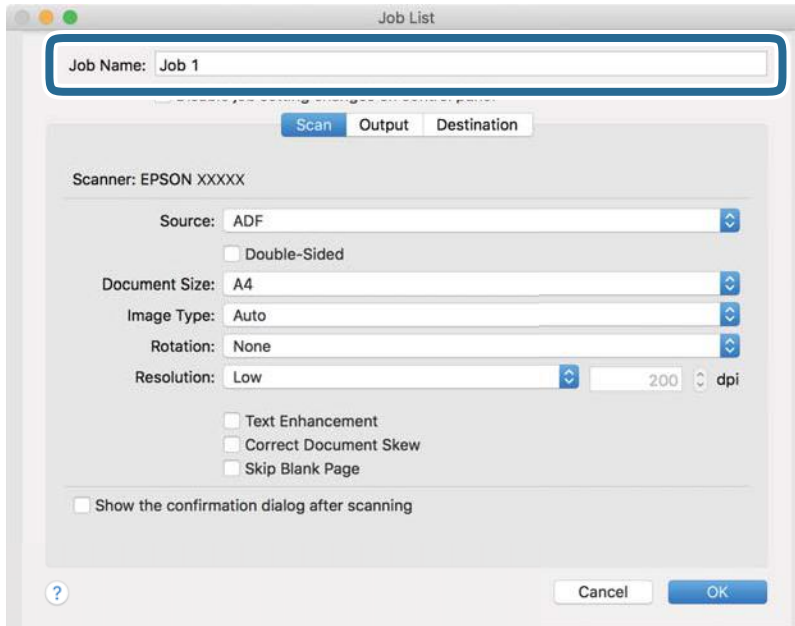 Job List
Job Name: Job 1
Scan Output Destination
Scanner: EPSON XXXXX
Source: ADF
Double-Sided
Document Size: A4
Image Type: Auto
Rotation: None
Resolution: Low 200 dpi
Text Enhancement
Correct Document Skew
Skip Blank Page
Show the confirmation dialog after scanning
? Cancel OK